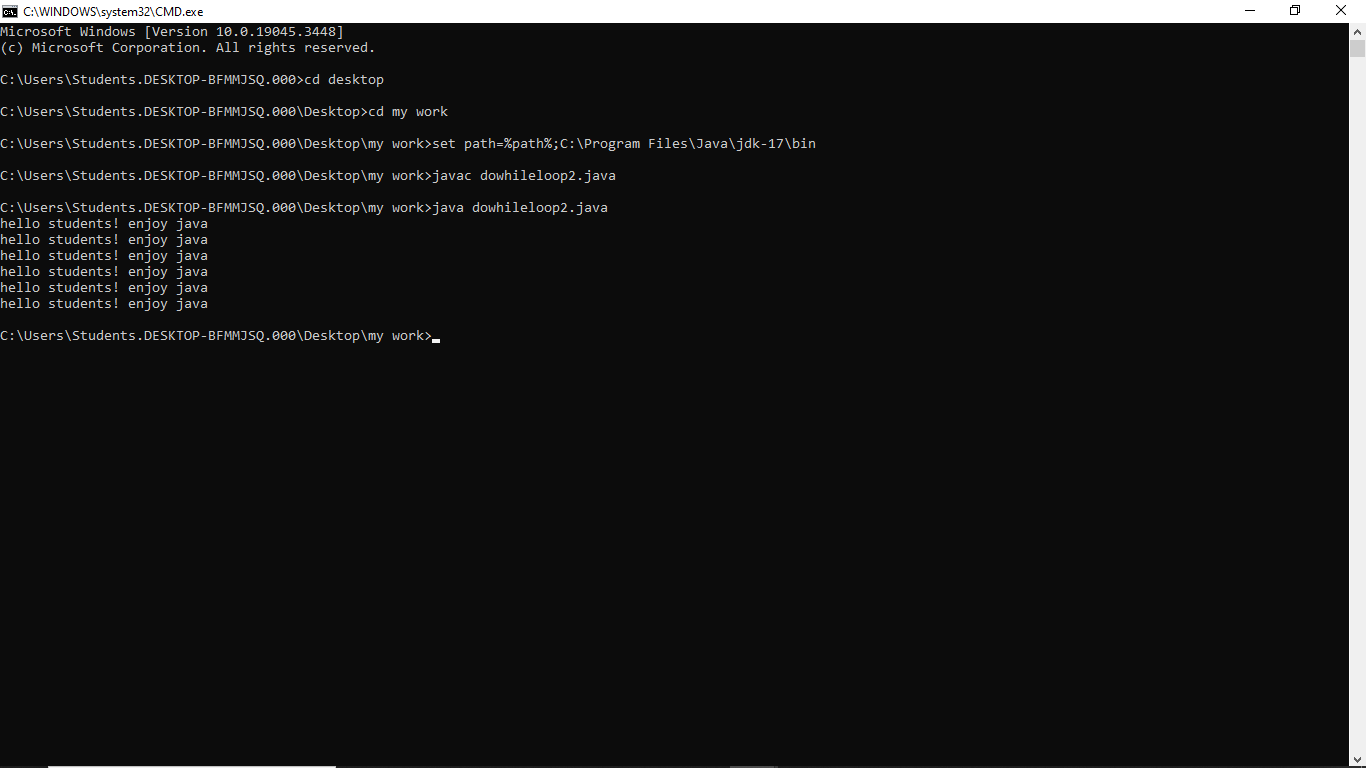 C:\WINDOWS\system32\CMD.exe
Microsoft Windows [Version 10.0.19045.3448]
(c) Microsoft Corporation. All rights reserved.
C:\Users\Students.DESKTOP-BFMMJSQ.000>cd desktop
C:\Users\Students.DESKTOP-BFMMJSQ.000\Desktop>cd my work
C:\Users\Students.DESKTOP-BFMMJSQ.000\Desktop\my work>set path=%path%;C:\Program Files\Java\jdk-17\bin
C:\Users\Students.DESKTOP-BFMMJSQ.000\Desktop\my work>javac dowhileloop2.java
C:\Users\Students.DESKTOP-BFMMJSQ.000\Desktop\my work>java dowhileloop2.java
hello students! enjoy java
hello students! enjoy java
hello students! enjoy java
hello students! enjoy java
hello students! enjoy java
hello students! enjoy java
C:\Users\Students.DESKTOP-BFMMJSQ.000\Desktop\my work>